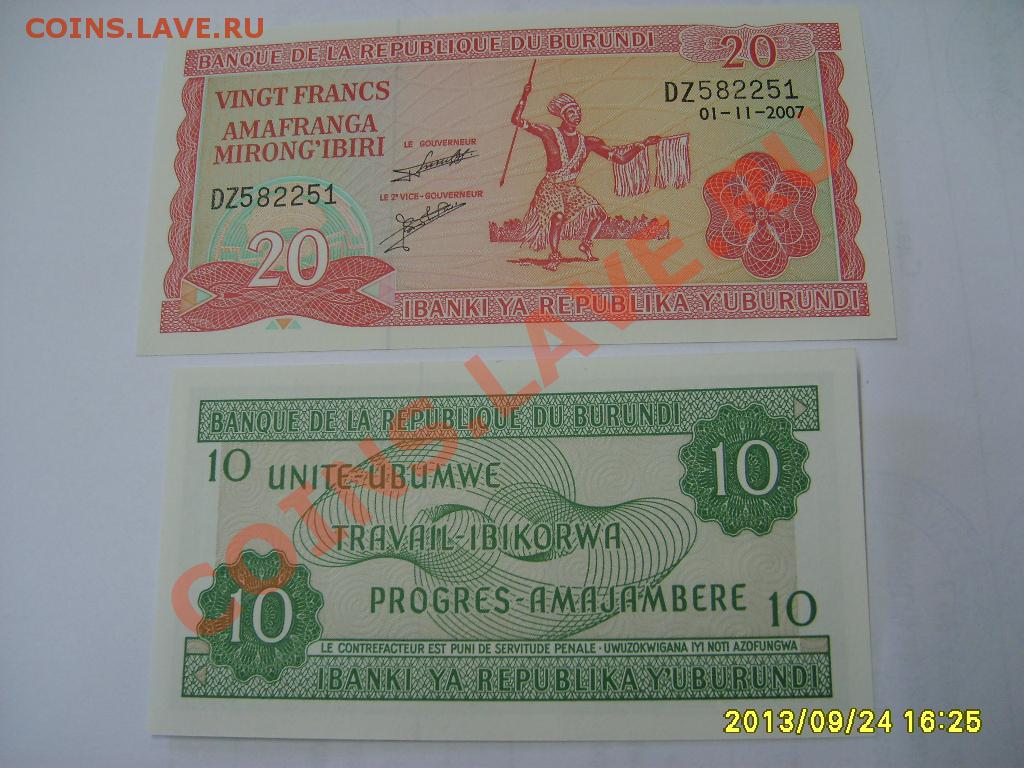 COINS.LAVE.RU
BANQUE DE LA REPUBLIQUE DU BURUNDI
20
VINGT FRANCS
AMAFRANGA
MIRONG'IBIRI
DZ582251
01-11-2007
LE GOUVERNEUR
LE 2e VICE-GOUVERNEUR
DZ582251
20
IBANKI YA REPUBLIKA Y'UBURUNDI
COINS.LAVE.RU
BANQUE DE LA REPUBLIQUE DU BURUNDI
10
UNITE-UBUMWE
10
TRAVAIL-IBIKORWA
PROGRES-AMAJAMBERE
10
10
LE CONTREFACTEUR EST PUNI DE SERVITUDE PENALE - UWUZOKWIGANA IYI NOTI AZOFUNGWA
IBANKI YA REPUBLIKA Y'UBURUNDI
2013/09/24 16:25